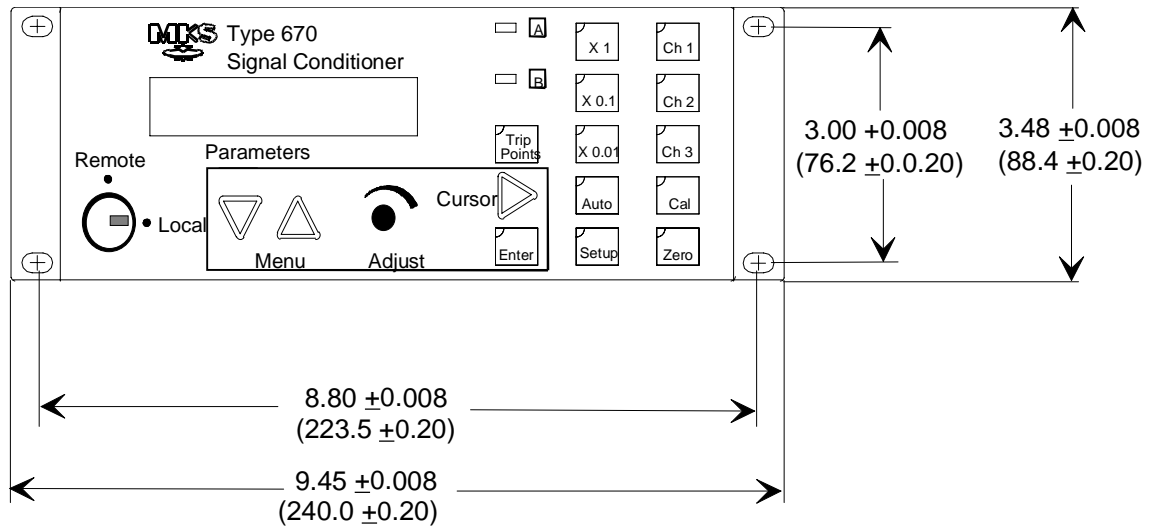 MKS Type 670
Signal Conditioner
A
B
X 1
Ch 1
X 0.1
Ch 2
Trip
Points
X 0.01
Ch 3
Remote
Parameters
Local
Cursor
Auto
Cal
Menu
Adjust
Enter
Setup
Zero
3.00 +0.008
(76.2 ±0.0.20)
3.48 ±0.008
(88.4 ±0.20)
8.80 ±0.008
(223.5 ±0.20)
9.45 ±0.008
(240.0 ±0.20)